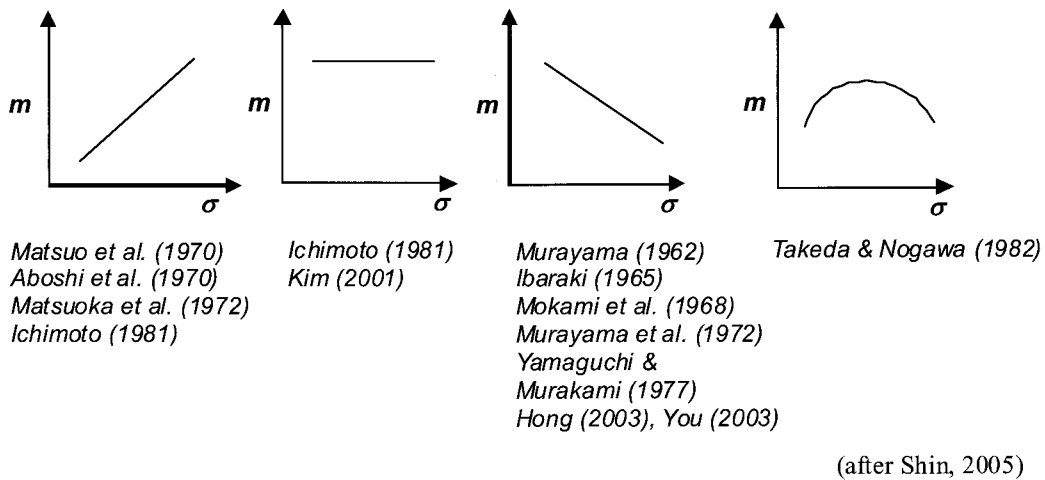 m
σ
Matsuo et al. (1970)
Aboshi et al. (1970)
Matsuoka et al. (1972)
Ichimoto (1981)
m
σ
Ichimoto (1981)
Kim (2001)
m
σ
Murayama (1962)
Ibaraki (1965)
Mokami et al. (1968)
Murayama et al. (1972)
Yamaguchi &
Murakami (1977)
Hong (2003), You (2003)
m
σ
Takeda & Nogawa (1982)
(after Shin, 2005)